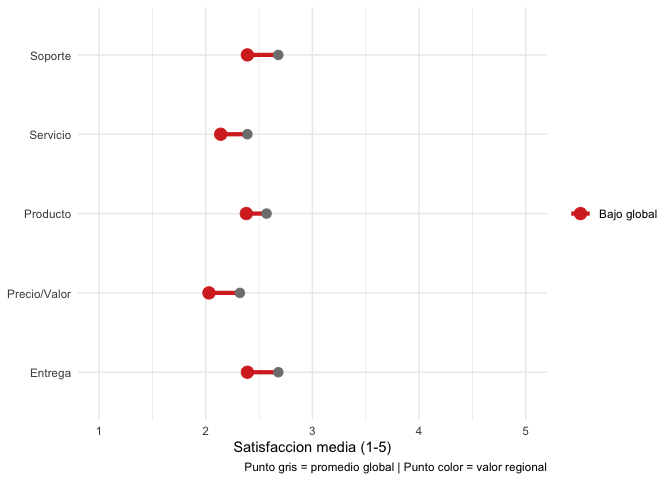 Soporte
Servicio
Producto
Precio/Valor
Entrega
Bajo global
1 2 3 4 5
Satisfaccion media (1-5)
Punto gris = promedio global | Punto color = valor regional